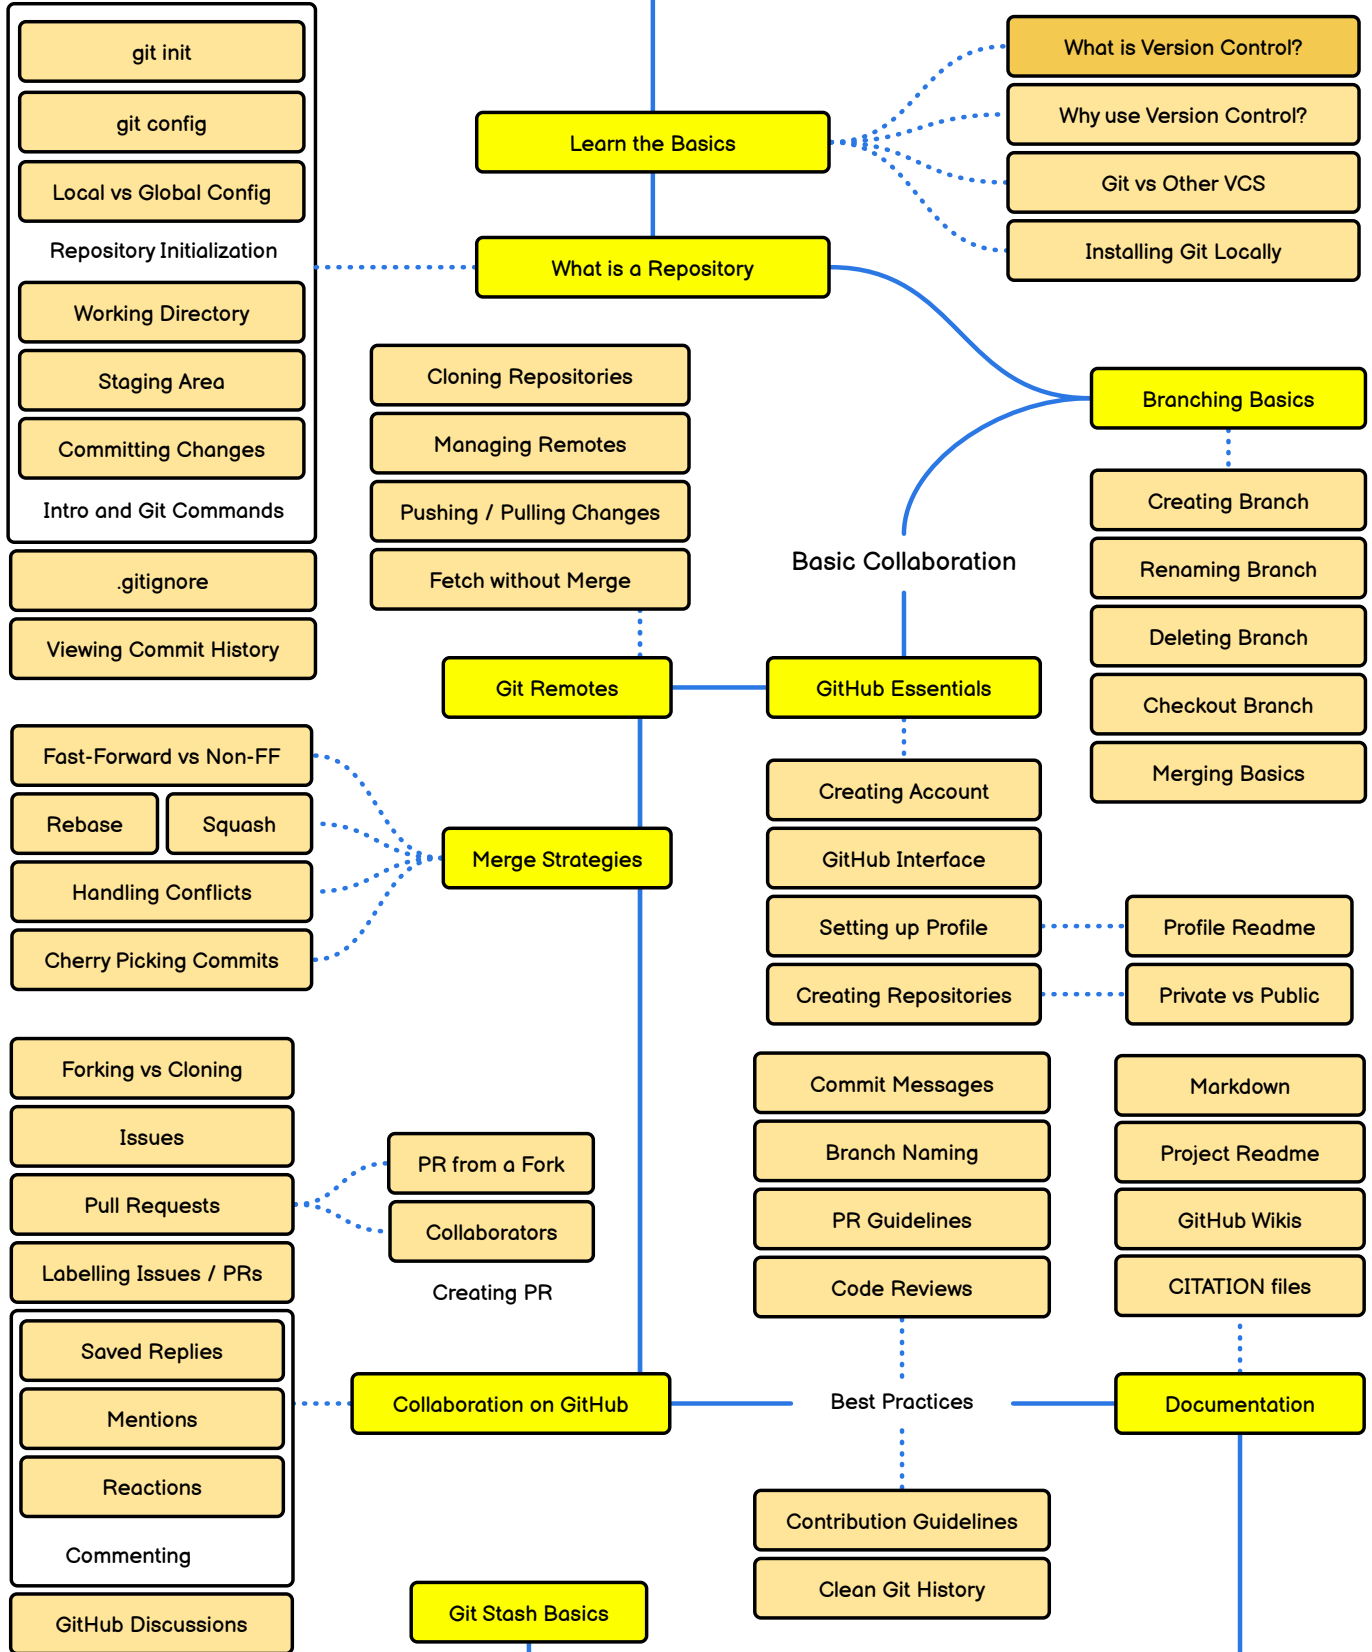 Learn the Basics
What is Version Control?
Why use Version Control?
Git vs Other VCS
Installing Git Locally
What is a Repository
git init
git config
Local vs Global Config
Repository Initialization
Working Directory
Staging Area
Committing Changes
Intro and Git Commands
.gitignore
Viewing Commit History
Branching Basics
Creating Branch
Renaming Branch
Deleting Branch
Checkout Branch
Merging Basics
Basic Collaboration
GitHub Essentials
Creating Account
GitHub Interface
Setting up Profile
Profile Readme
Creating Repositories
Private vs Public
Cloning Repositories
Managing Remotes
Pushing / Pulling Changes
Fetch without Merge
Git Remotes
Merge Strategies
Fast-Forward vs Non-FF
Rebase
Squash
Handling Conflicts
Cherry Picking Commits
Forking vs Cloning
Issues
Pull Requests
PR from a Fork
Collaborators
Creating PR
Labelling Issues / PRs
Saved Replies
Mentions
Reactions
Commenting
GitHub Discussions
Collaboration on GitHub
Commit Messages
Branch Naming
PR Guidelines
Code Reviews
Best Practices
Contribution Guidelines
Clean Git History
Markdown
Project Readme
GitHub Wikis
CITATION files
Documentation
Git Stash Basics